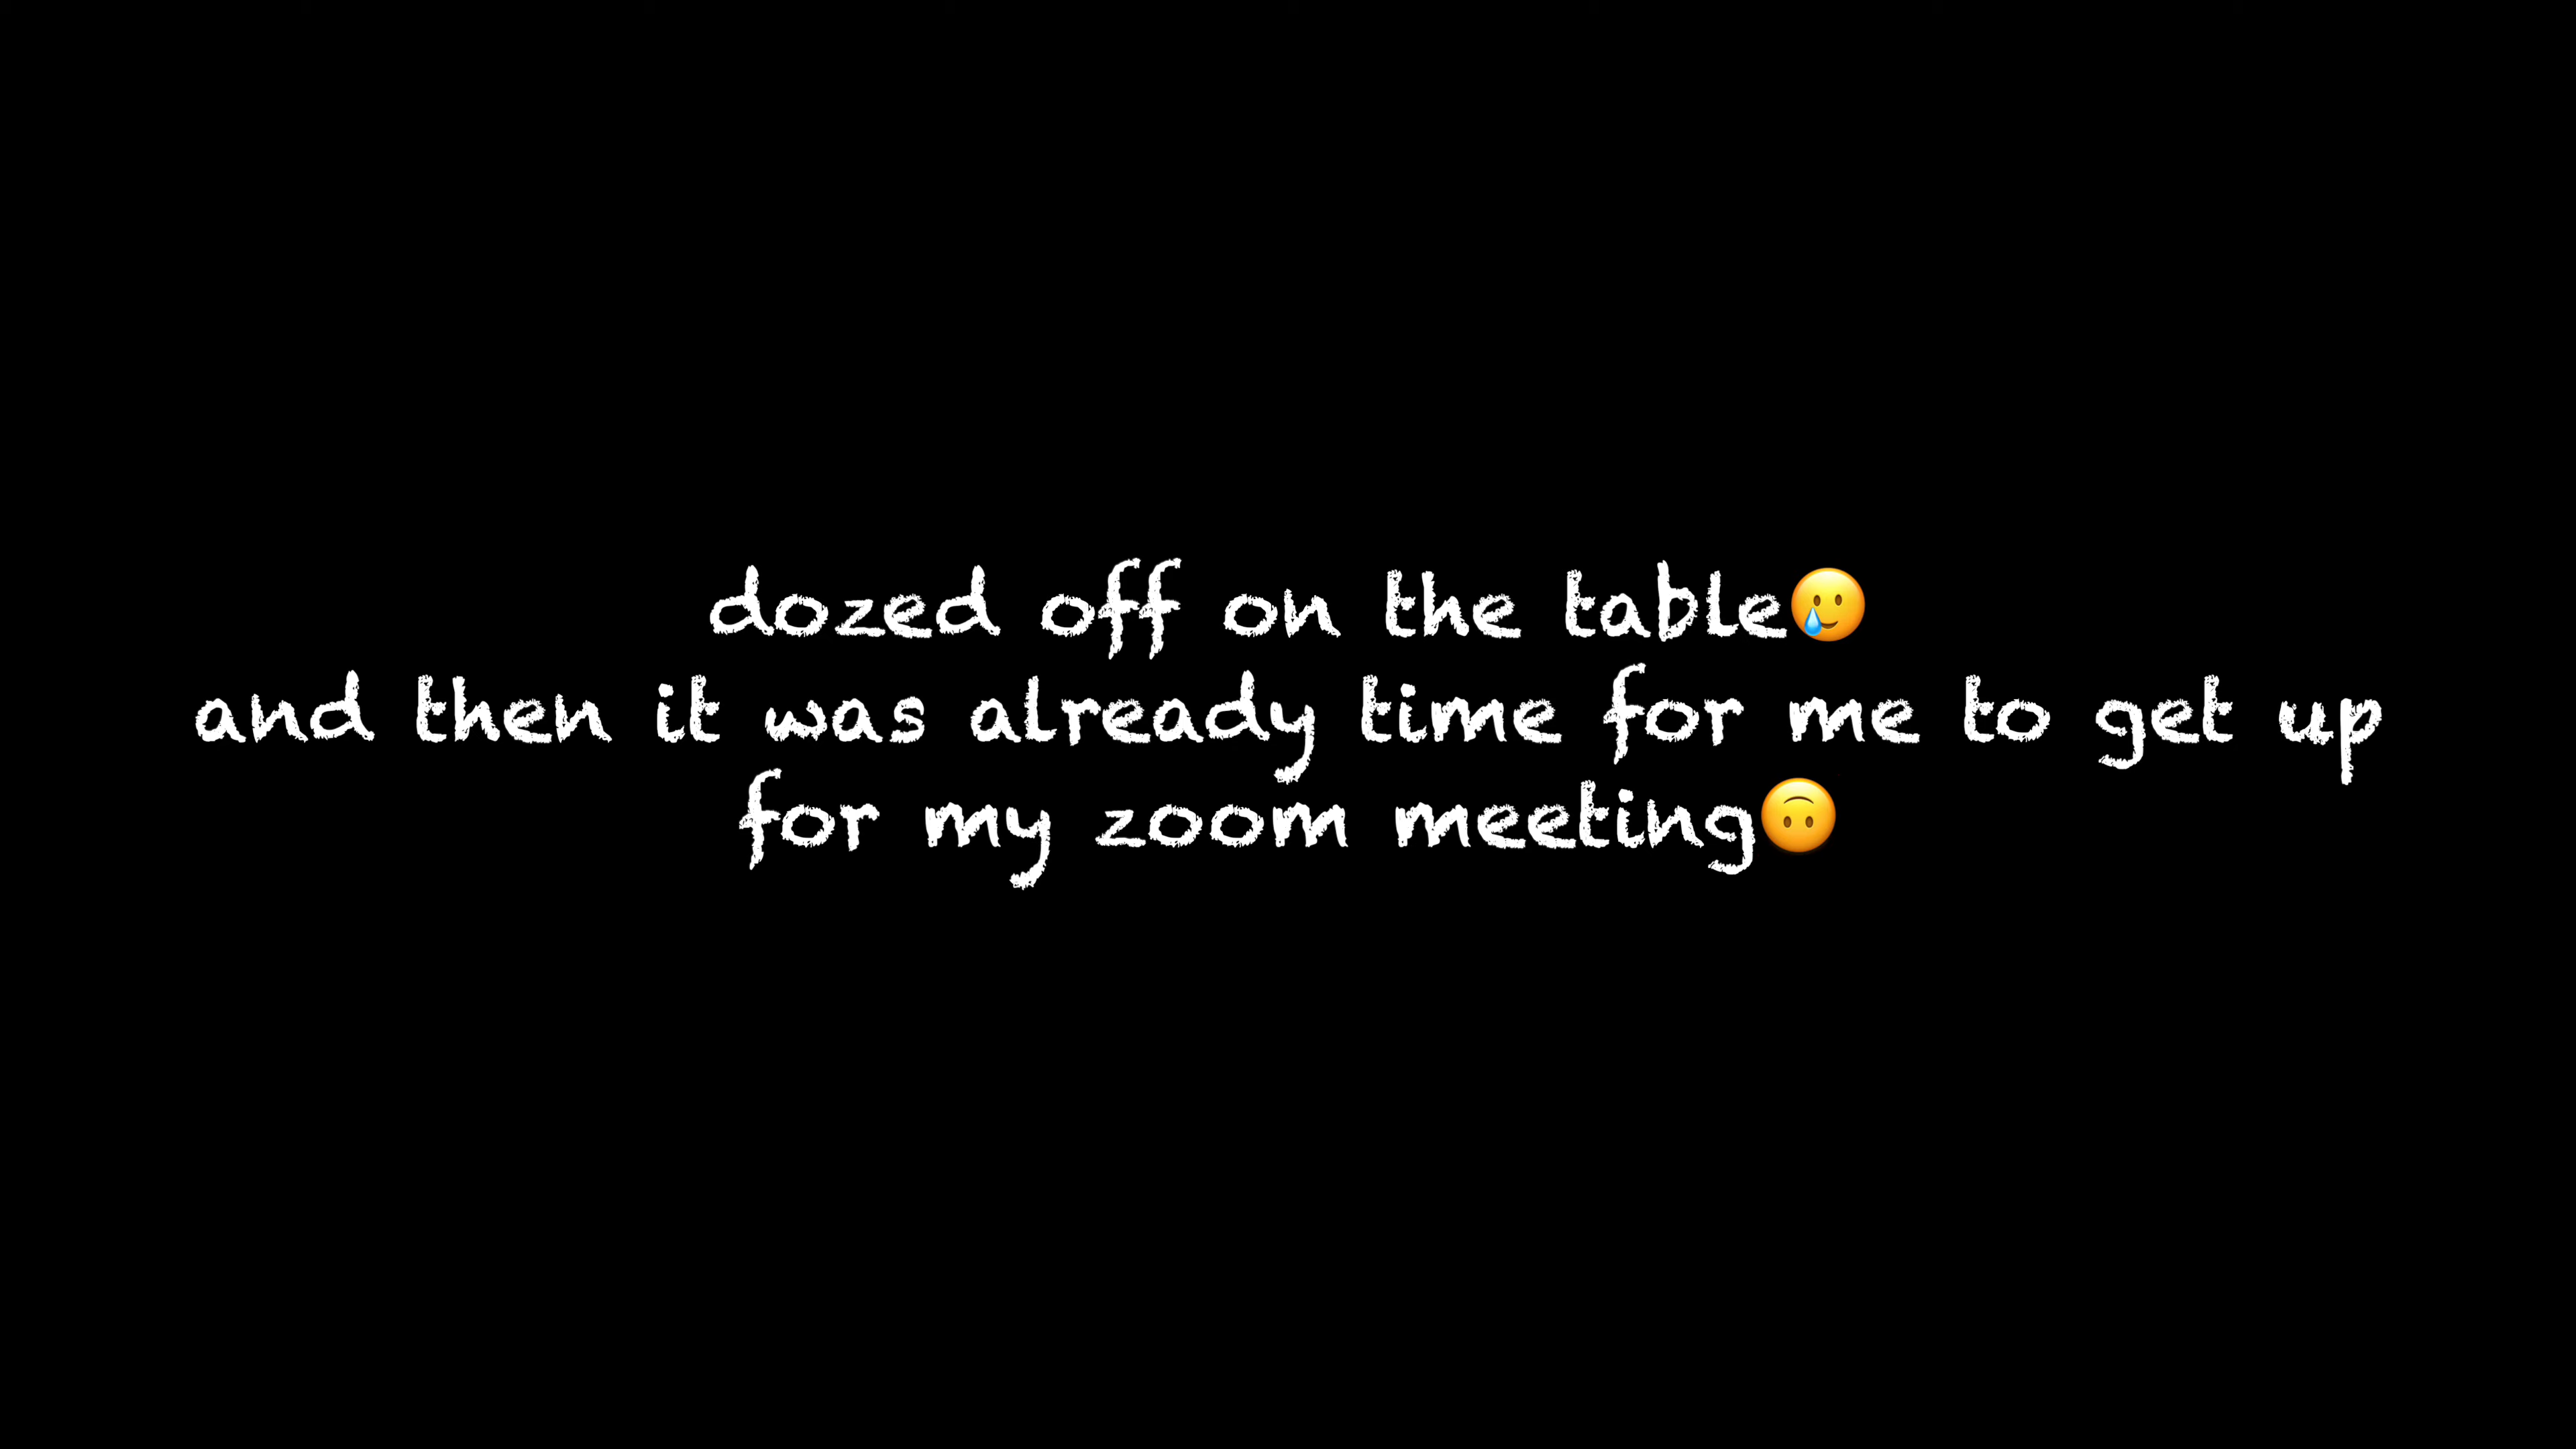 dozed off on the table🥲
and then it was already time for me to get up
for my zoom meeting🙃